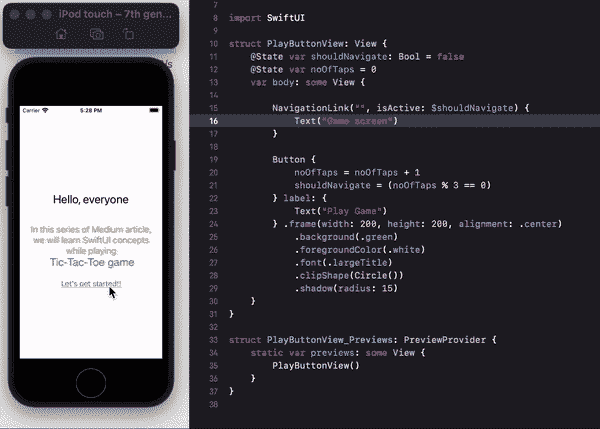 iPod touch – 7th gen...
Carrier
5:28 PM
Hello, everyone
In this series of Medium article,
we will learn SwiftUI concepts
while playing
Tic-Tac-Toe game
Let's get started!!
7
8 import SwiftUI
9
10 struct PlayButtonView: View {
11 @State var shouldNavigate: Bool = false
12 @State var noOfTaps = 0
13 var body: some View {
14
15 NavigationLink("", isActive: $shouldNavigate) {
16 Text("Game screen")
17 }
18
19 Button {
20 noOfTaps = noOfTaps + 1
21 shouldNavigate = (noOfTaps % 3 == 0)
22 } label: {
23 Text("Play Game")
24 } .frame(width: 200, height: 200, alignment: .center)
25 .background(.green)
26 .foregroundColor(.white)
27 .font(.largeTitle)
28 .clipShape(Circle())
29 .shadow(radius: 15)
30 }
31 }
32
33 struct PlayButtonView_Previews: PreviewProvider {
34 static var previews: some View {
35 PlayButtonView()
36 }
37 }
38